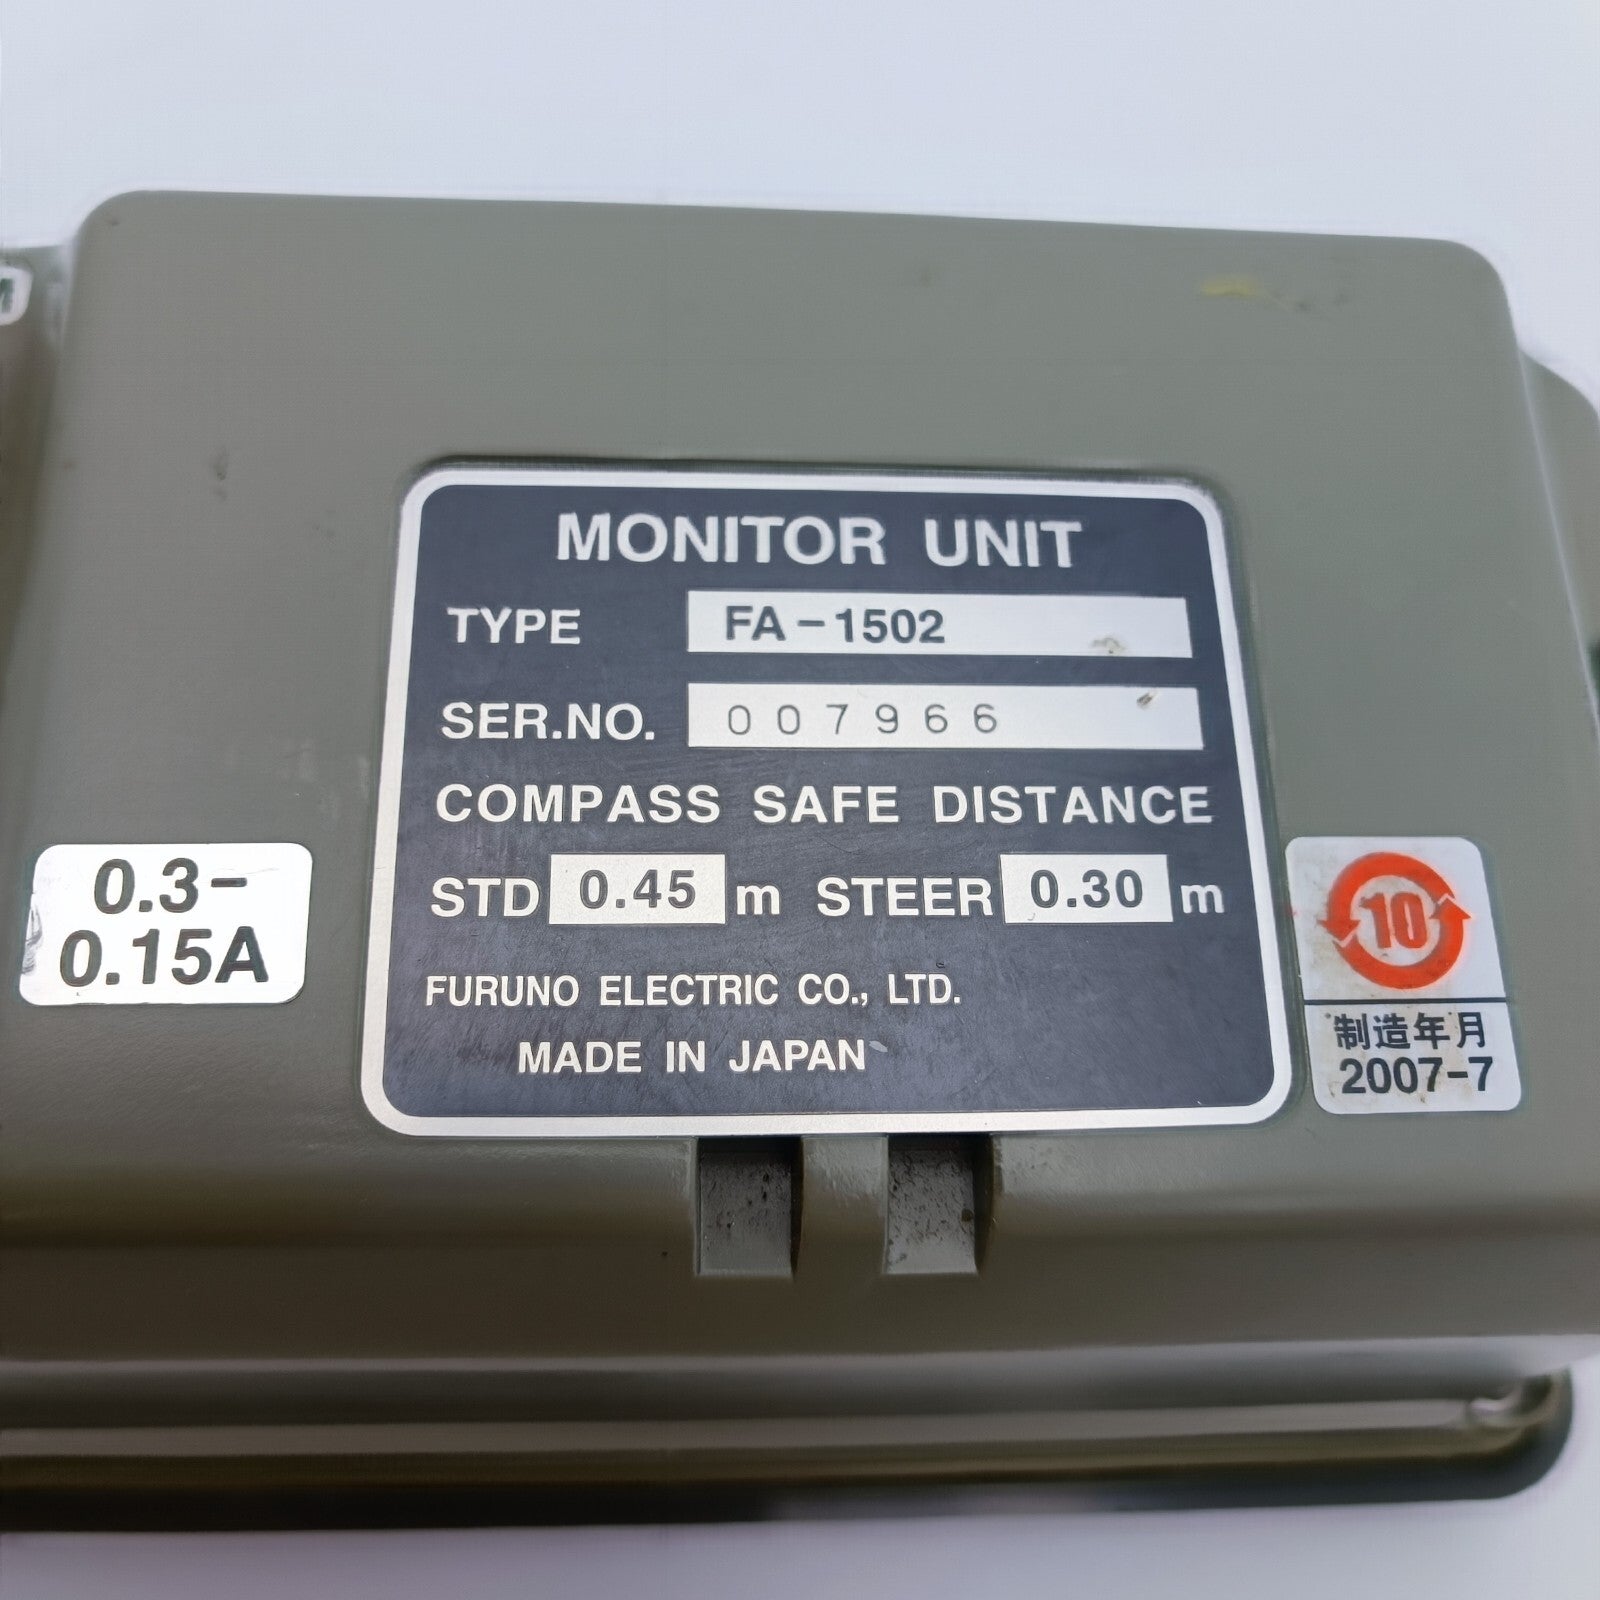 MONITOR UNIT
TYPE FA-1502
SER.NO. 007966
COMPASS SAFE DISTANCE
STD 0.45 m STEER 0.30 m
FURUNO ELECTRIC CO., LTD.
MADE IN JAPAN
0.3-
0.15A
10
制造年月
2007-7